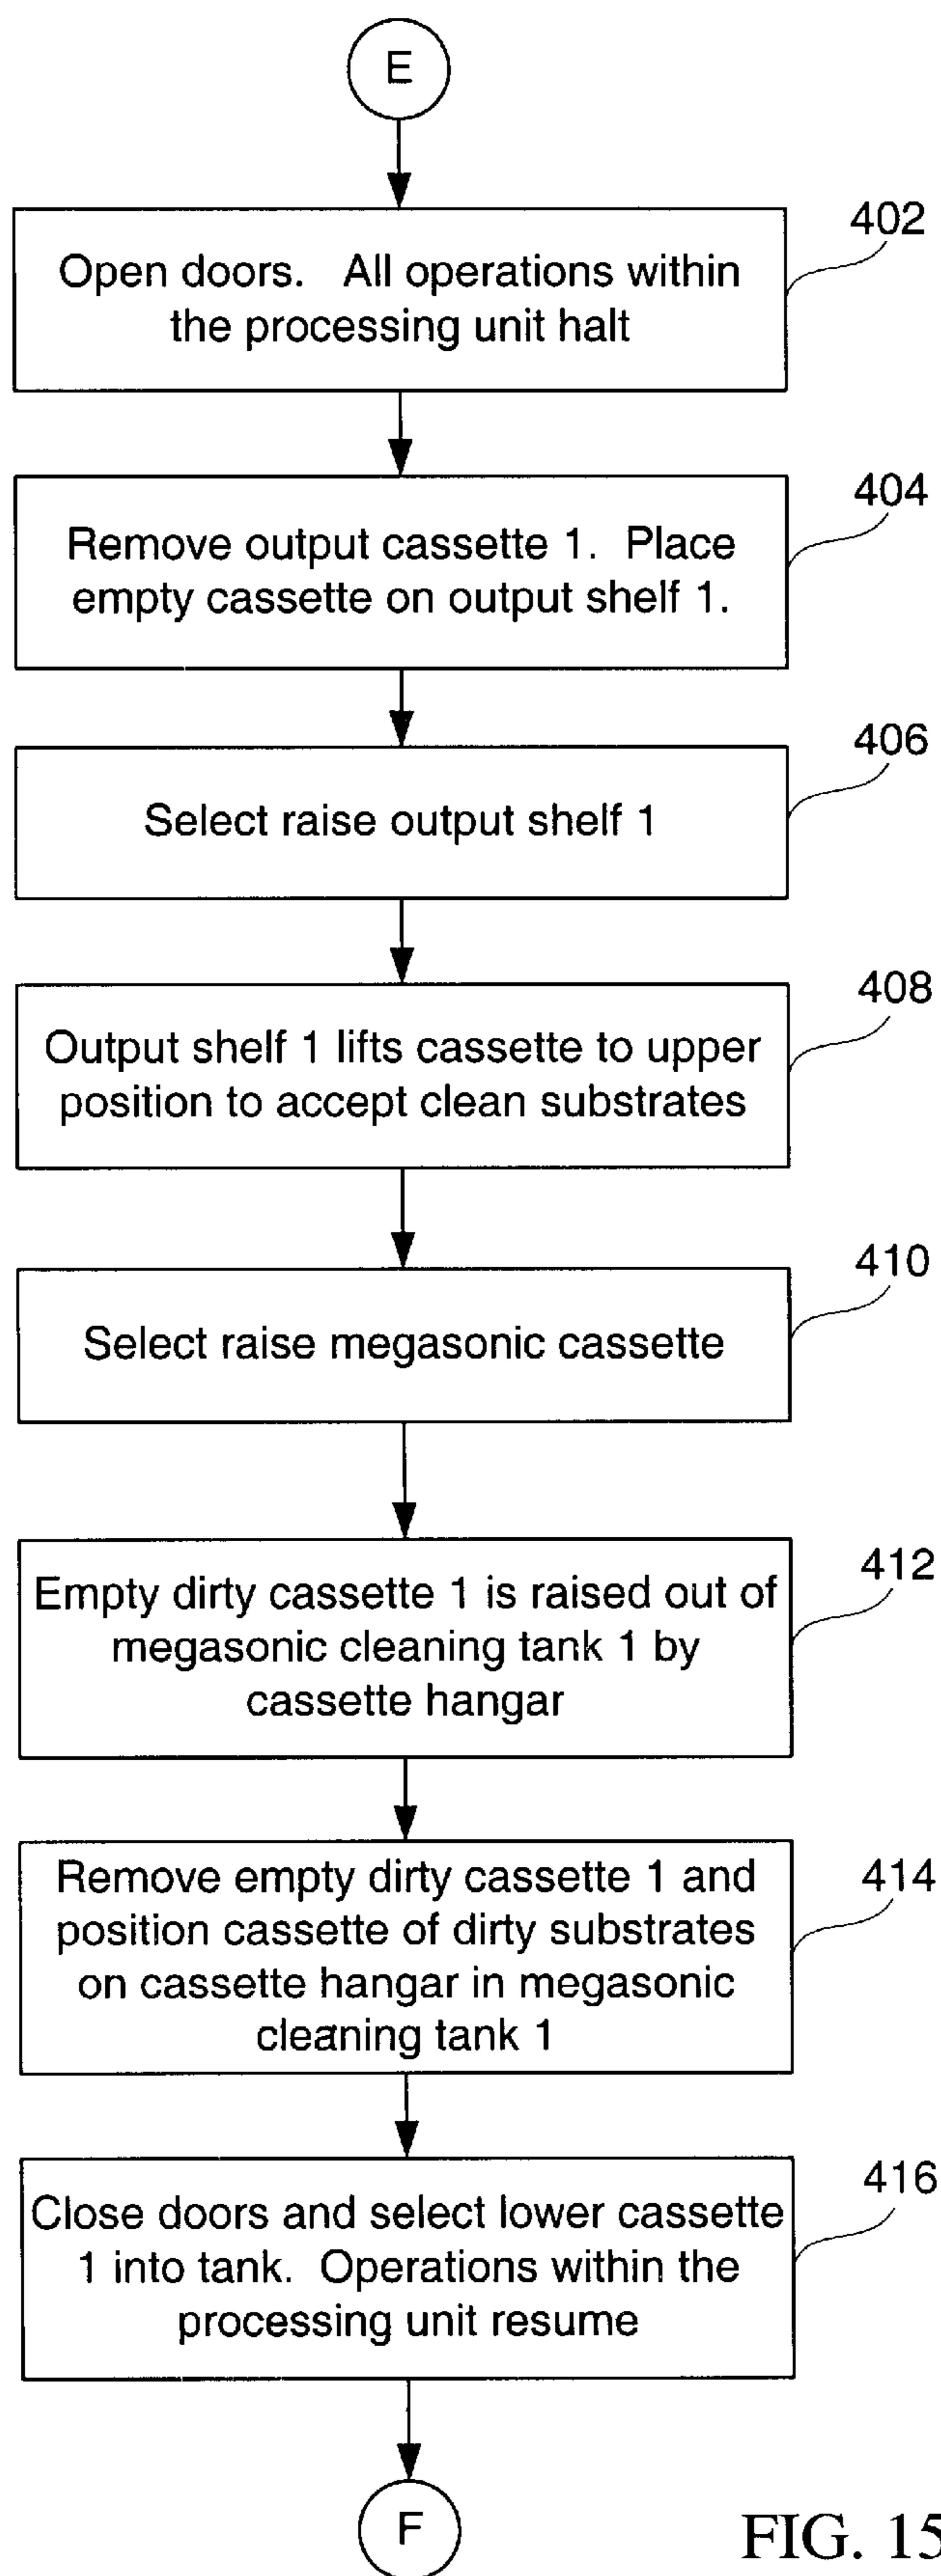 E
402
Open doors. All operations within
the processing unit halt
404
Remove output cassette 1. Place
empty cassette on output shelf 1.
406
Select raise output shelf 1
408
Output shelf 1 lifts cassette to upper
position to accept clean substrates
410
Select raise megasonic cassette
412
Empty dirty cassette 1 is raised out of
megasonic cleaning tank 1 by
cassette hangar
414
Remove empty dirty cassette 1 and
position cassette of dirty substrates
on cassette hangar in megasonic
cleaning tank 1
416
Close doors and select lower cassette
1 into tank. Operations within the
processing unit resume
F
FIG. 15